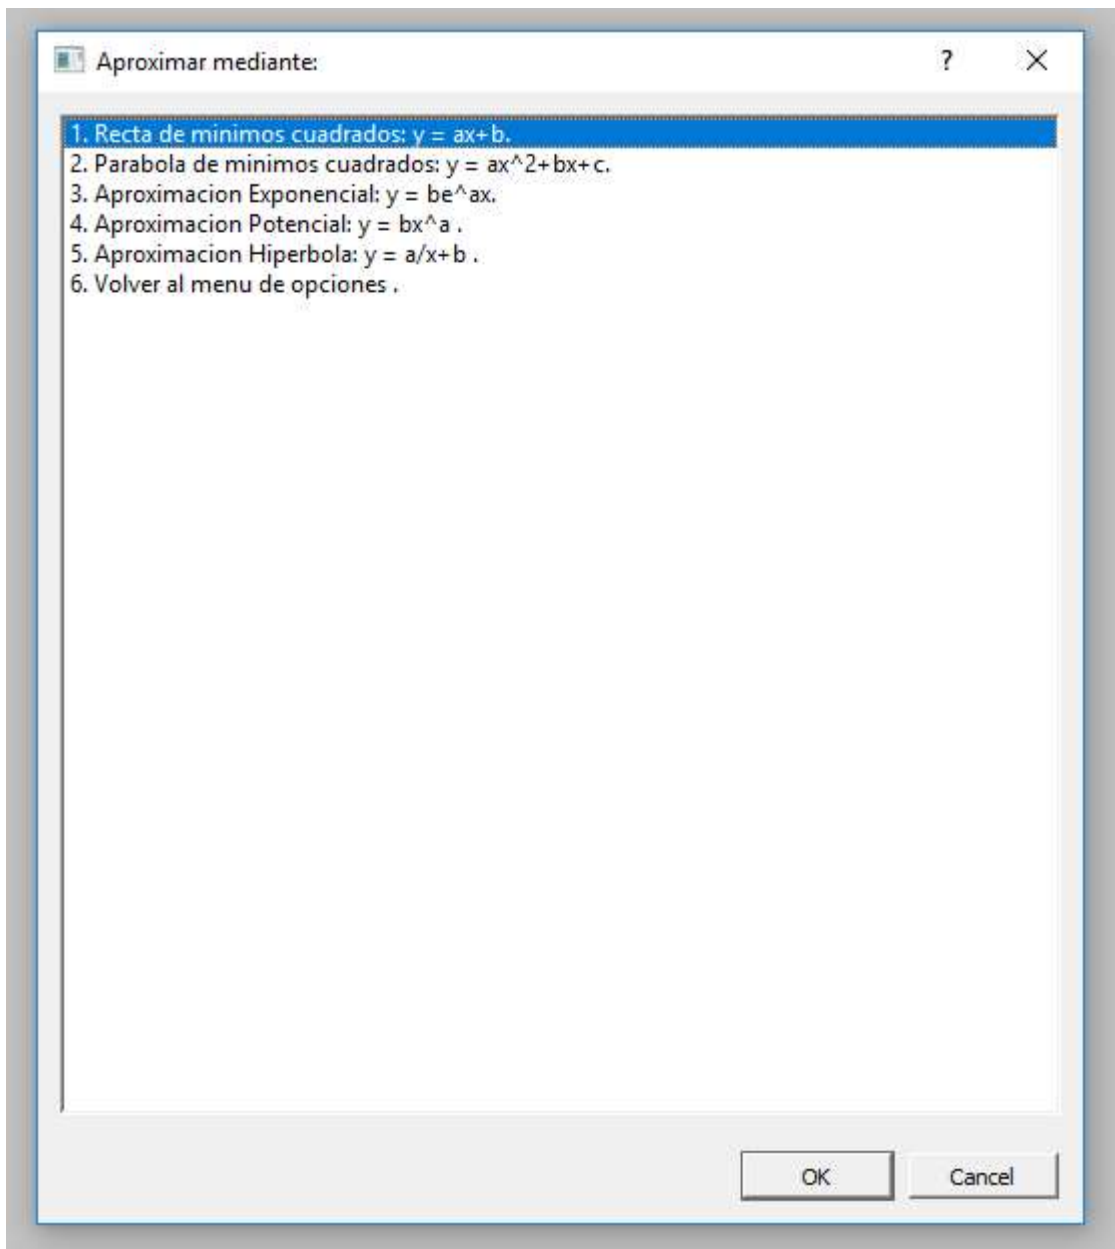 Aproximar mediante:
?
1. Recta de minimos cuadrados: y = ax+b.
2. Parabola de minimos cuadrados: y = ax^2+bx+c.
3. Aproximacion Exponencial: y = be^ax.
4. Aproximacion Potencial: y = bx^a .
5. Aproximacion Hiperbola: y = a/x+b .
6. Volver al menu de opciones .
OK
Cancel